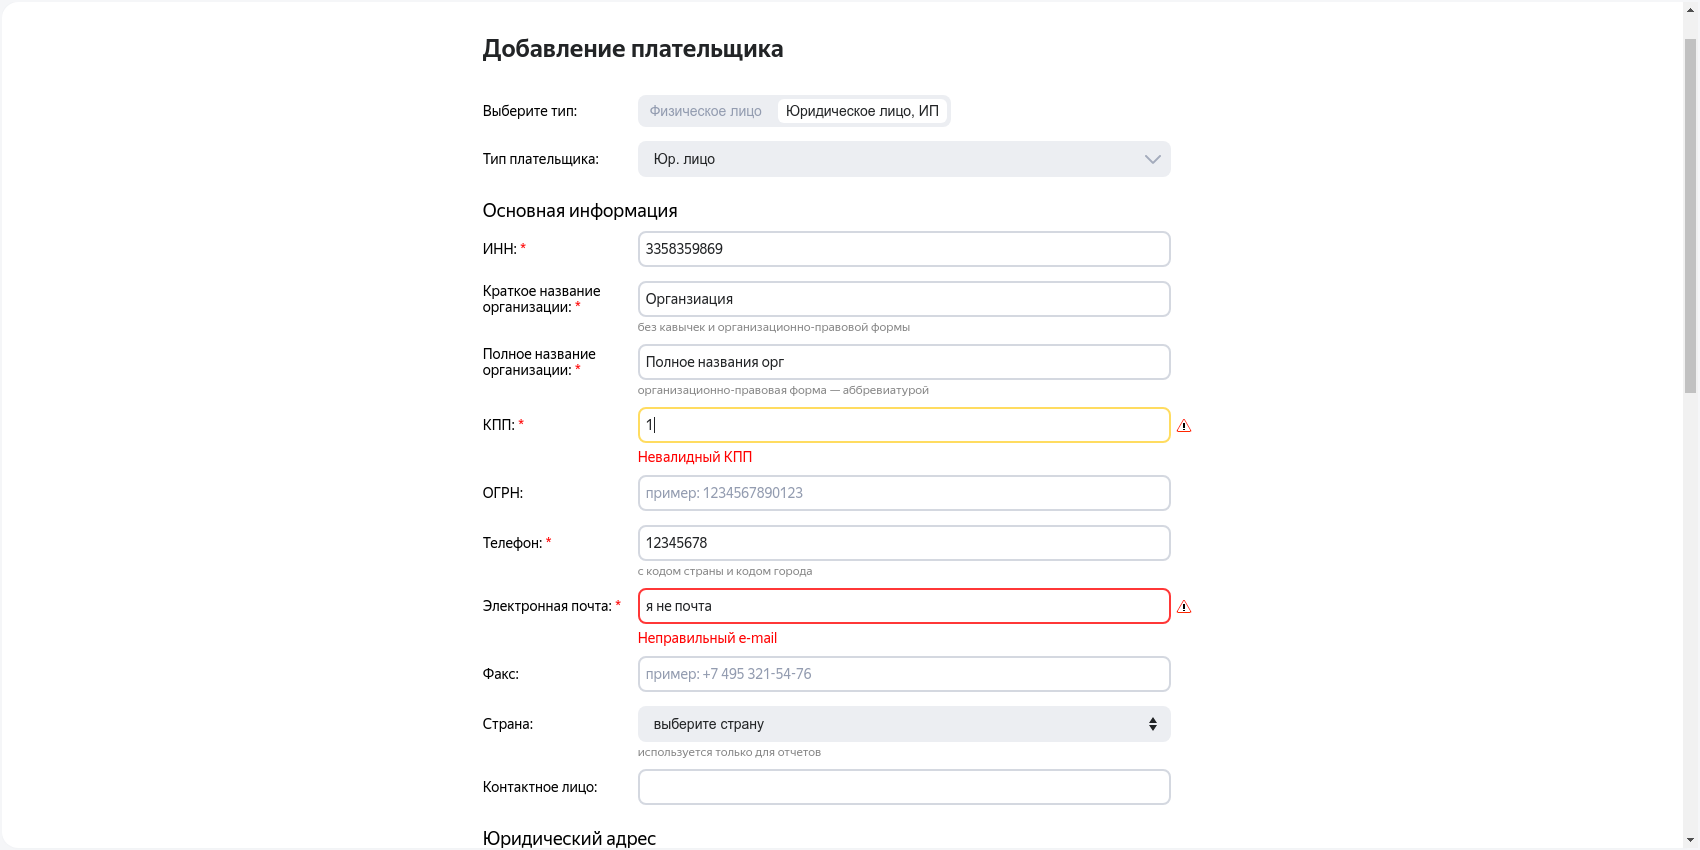 Добавление плательщика
Выберите тип: Физическое лицо Юридическое лицо, ИП
Тип плательщика: Юр. лицо
Основная информация
ИНН: * 3358359869
Краткое название
организации: * Органзиация
без кавычек и организационно-правовой формы
Полное название
организации: * Полное названия орг
организационно-правовая форма — аббревиатурой
КПП: * 1
Невалидный КПП
ОГРН: пример: 1234567890123
Телефон: * 12345678
с кодом страны и кодом города
Электронная почта: * я не почта
Неправильный e-mail
Факс: пример: +7 495 321-54-76
Страна: выберите страну
используется только для отчетов
Контактное лицо:
Юридический адрес